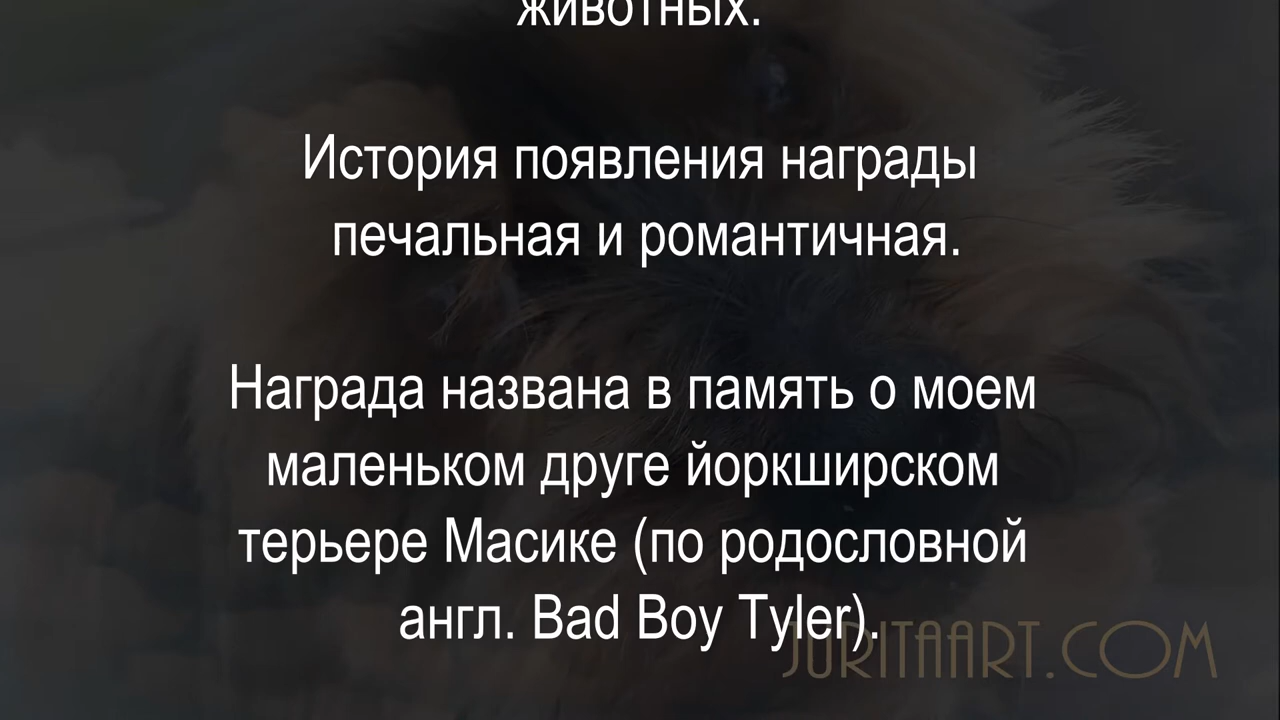 животных.
История появления награды
печальная и романтичная.
Награда названа в память о моем
маленьком друге йоркширском
терьере Масике (по родословной
англ. Bad Boy Tyler).
JURITAART.COM